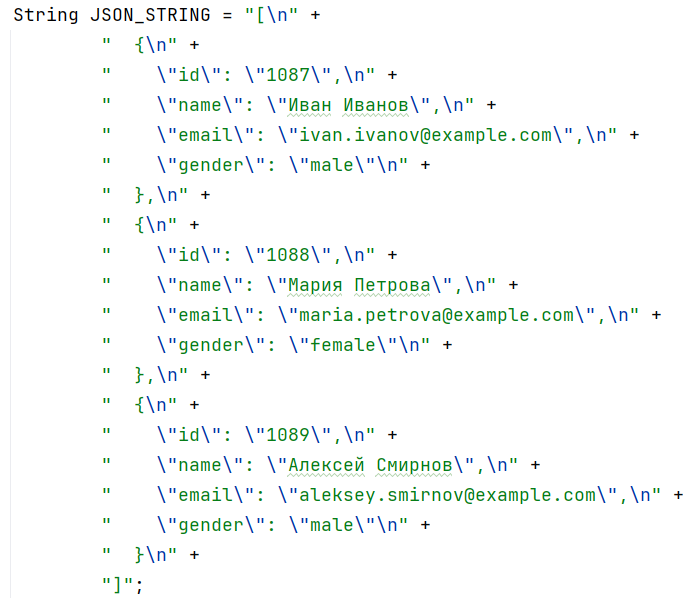 String JSON_STRING = "[\n" +
        "  {\n" +
        "    \"id\": \"1087\",\n" +
        "    \"name\": \"Иван Иванов\",\n" +
        "    \"email\": \"ivan.ivanov@example.com\",\n" +
        "    \"gender\": \"male\"\n" +
        "  },\n" +
        "  {\n" +
        "    \"id\": \"1088\",\n" +
        "    \"name\": \"Мария Петрова\",\n" +
        "    \"email\": \"maria.petrova@example.com\",\n" +
        "    \"gender\": \"female\"\n" +
        "  },\n" +
        "  {\n" +
        "    \"id\": \"1089\",\n" +
        "    \"name\": \"Алексей Смирнов\",\n" +
        "    \"email\": \"aleksey.smirnov@example.com\",\n" +
        "    \"gender\": \"male\"\n" +
        "  }\n" +
        "]";